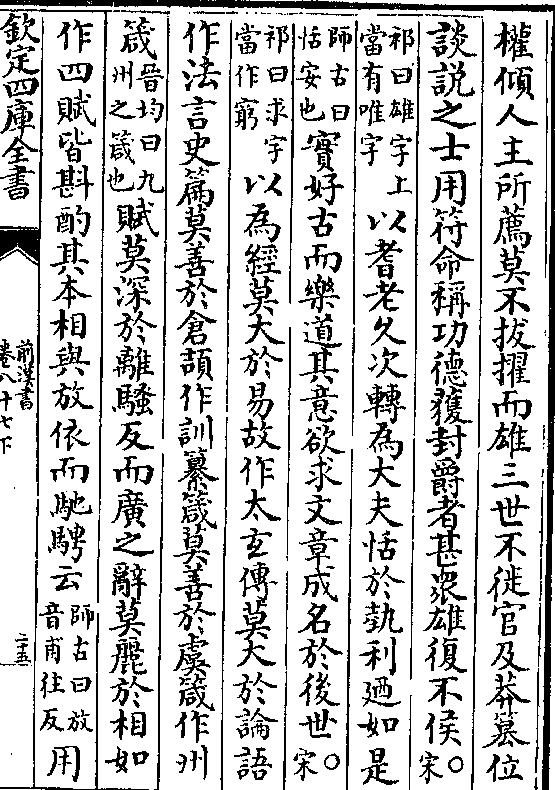 權傾人主所薦莫不拔擢而雄三世不徙官及莽簒位
談説之士用符命稱功德獲封爵者甚衆雄復不侯○宋
祁曰雄字上
當有唯字
以耆老久次轉為大夫恬於埶利廼如是
師古曰
恬安也
實好古而樂道其意欲求文章成名於後世○宋
祁曰求字
當作窮
以為經莫大於易故作太玄傳莫大於論語
作法言史篇莫善於倉頡作訓纂箴莫善於虞箴作州
箴
晉均曰九
州之箴也
賦莫深於離騷反而廣之辭莫麗於相如
作四賦皆斟酌其本相與放依而馳騁云
師古曰放
音甫往反
用
欽定四庫全書
前漢書
卷八十七下
二十五